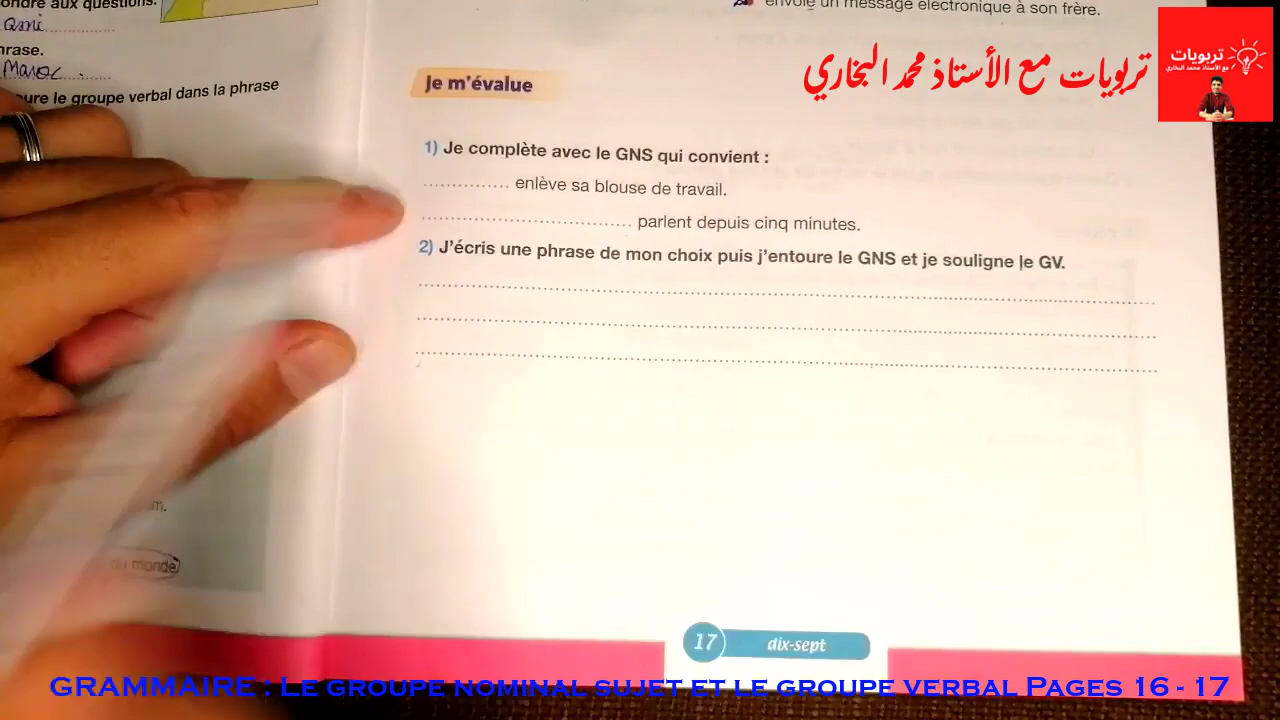 ondre aux questions.
ami
hrase.
Maroc
oure le groupe verbal dans la phrase
m.
du monde
envoie un message électronique à son frère.
تربويات مع الأستاذ محمد البخاري
تربويات
مع الأستاذ محمد البخاري
Je m'évalue
1) Je complète avec le GNS qui convient :
............... enlève sa blouse de travail.
..................................... parlent depuis cinq minutes.
2) J'écris une phrase de mon choix puis j'entoure le GNS et je souligne le GV.
17 dix-sept
GRAMMAIRE : LE GROUPE NOMINAL SUJET ET LE GROUPE VERBAL PAGES 16 - 17